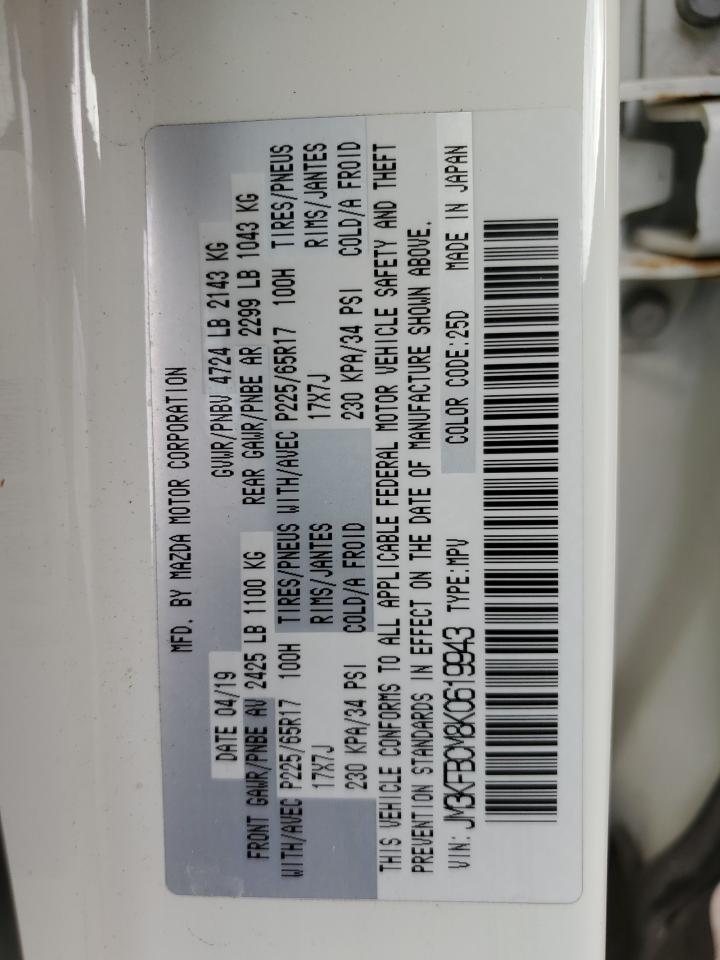 MFD. BY MAZDA MOTOR CORPORATION
DATE 04/19 GVWR/PNBV 4724 LB 2143 KG
FRONT GAWR/PNBE AV 2425 LB 1100 KG REAR GAWR/PNBE AR 2299 LB 1043 KG
WITH/AVEC P225/65R17 100H TIRES/PNEUS WITH/AVEC P225/65R17 100H TIRES/PNEUS
17X7J RIMS/JANTES 17X7J RIMS/JANTES
230 KPA/34 PSI COLD/A FROID 230 KPA/34 PSI COLD/A FROID
THIS VEHICLE CONFORMS TO ALL APPLICABLE FEDERAL MOTOR VEHICLE SAFETY AND THEFT
PREVENTION STANDARDS IN EFFECT ON THE DATE OF MANUFACTURE SHOWN ABOVE.
VIN: JM3KFBCM8K0619943 TYPE:MPV COLOR CODE:25D MADE IN JAPAN